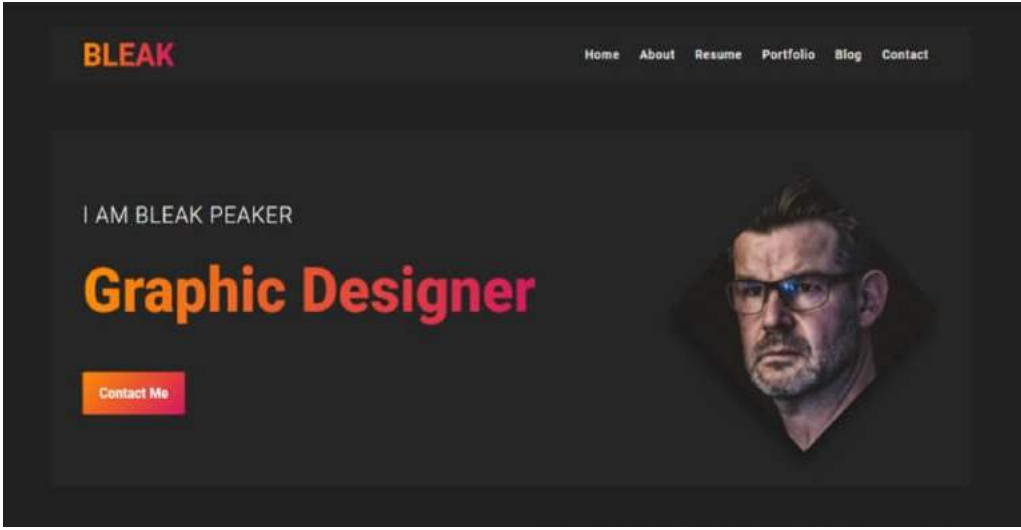 BLEAK
Home About Resume Portfolio Blog Contact
I AM BLEAK PEAKER
Graphic Designer
Contact Me